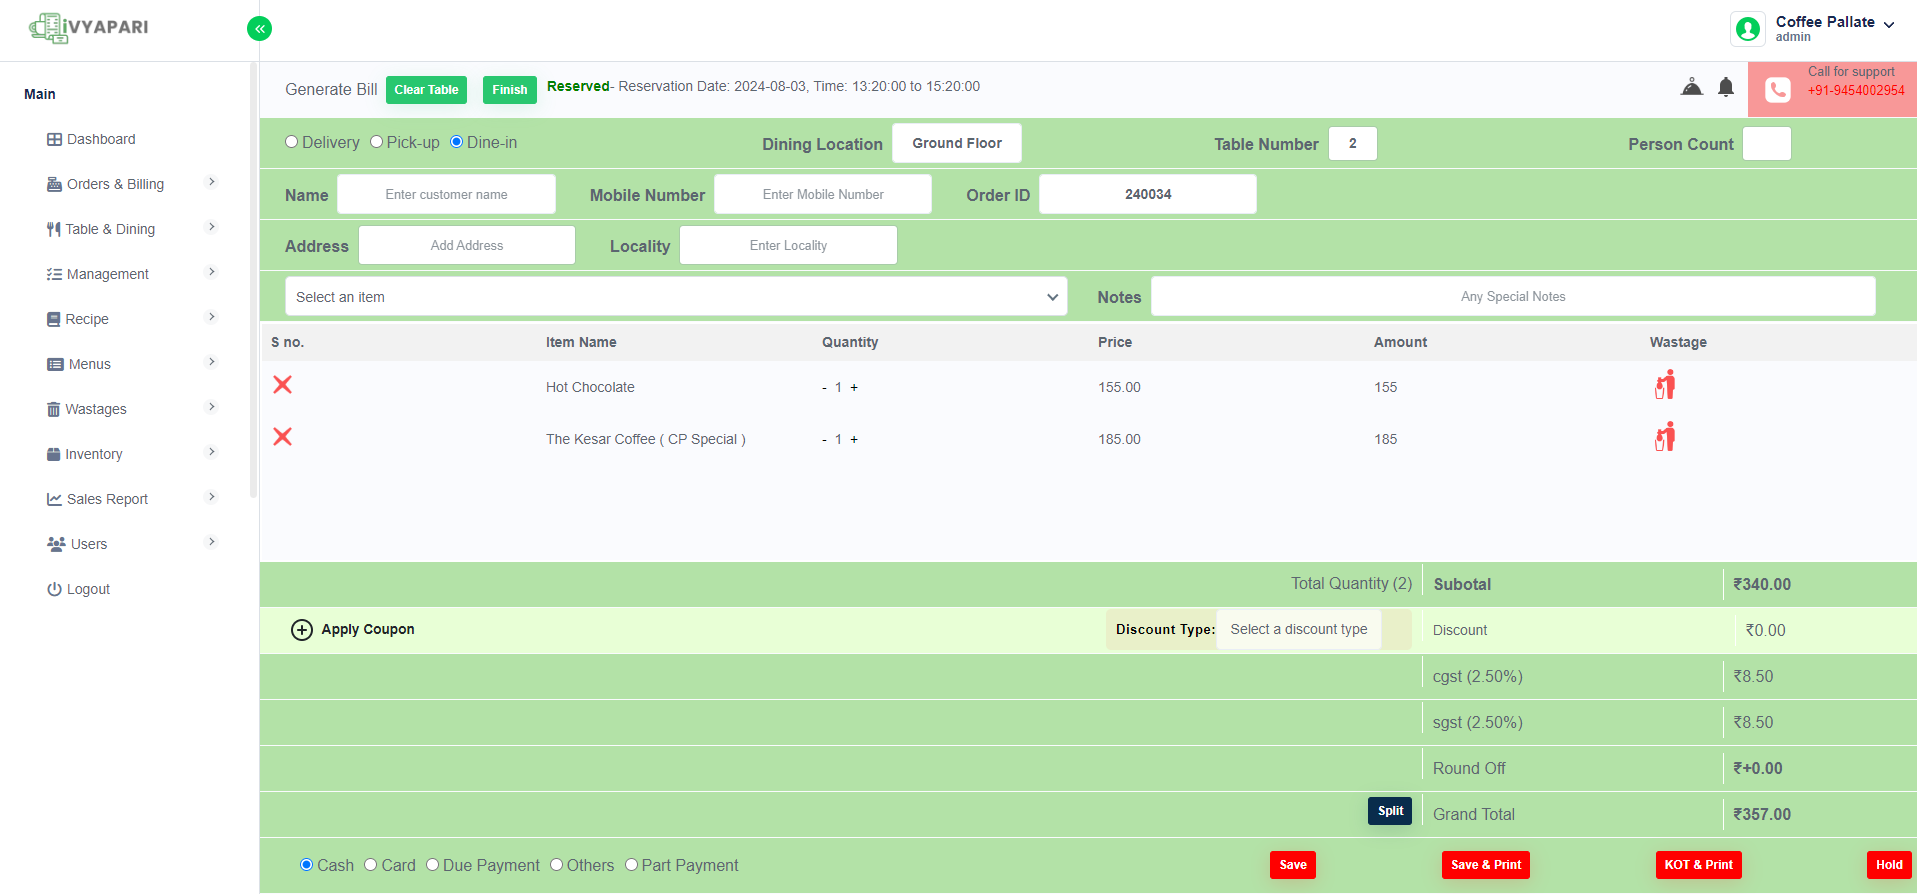 iVYAPARI
«
Coffee Pallate
admin
Main
Dashboard
Orders & Billing
Table & Dining
Management
Recipe
Menus
Wastages
Inventory
Sales Report
Users
Logout
Generate Bill Clear Table Finish Reserved- Reservation Date: 2024-08-03, Time: 13:20:00 to 15:20:00
Call for support
+91-9454002954
Delivery Pick-up Dine-in Dining Location Ground Floor Table Number 2 Person Count
Name Enter customer name Mobile Number Enter Mobile Number Order ID 240034
Address Add Address Locality Enter Locality
Select an item Notes Any Special Notes
S no. Item Name Quantity Price Amount Wastage
Hot Chocolate - 1 + 155.00 155
The Kesar Coffee ( CP Special ) - 1 + 185.00 185
Total Quantity (2) Subotal ₹340.00
Apply Coupon Discount Type: Select a discount type Discount ₹0.00
cgst (2.50%) ₹8.50
sgst (2.50%) ₹8.50
Round Off ₹+0.00
Split Grand Total ₹357.00
Cash Card Due Payment Others Part Payment Save Save & Print KOT & Print Hold